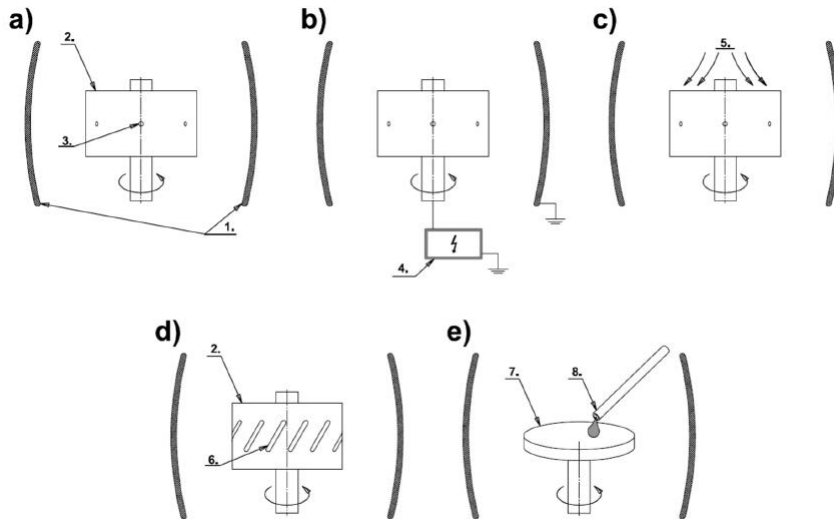 a)
2.
3.
1.
b)
4.
c)
5.
d)
2.
6.
e)
7.
8.